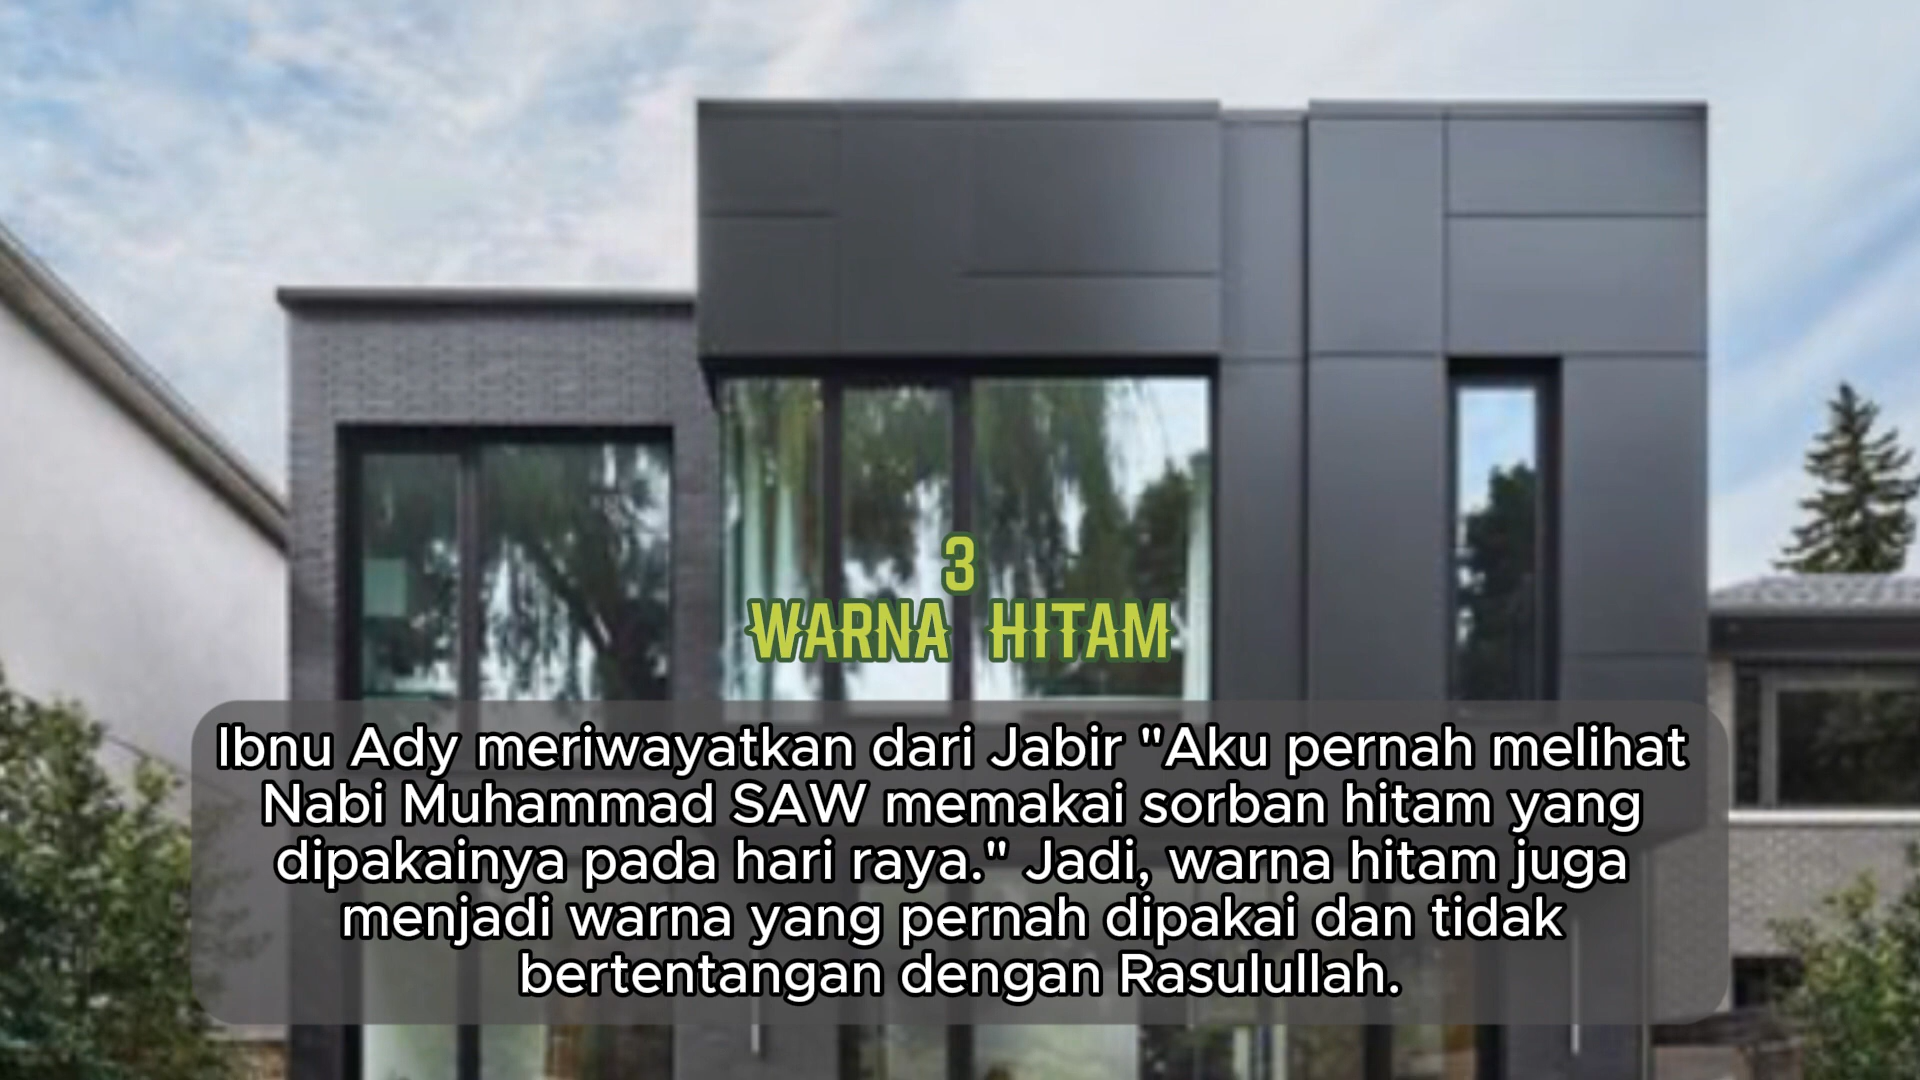 3
WARNA HITAM
Ibnu Ady meriwayatkan dari Jabir "Aku pernah melihat
Nabi Muhammad SAW memakai sorban hitam yang
dipakainya pada hari raya." Jadi, warna hitam juga
menjadi warna yang pernah dipakai dan tidak
bertentangan dengan Rasulullah.